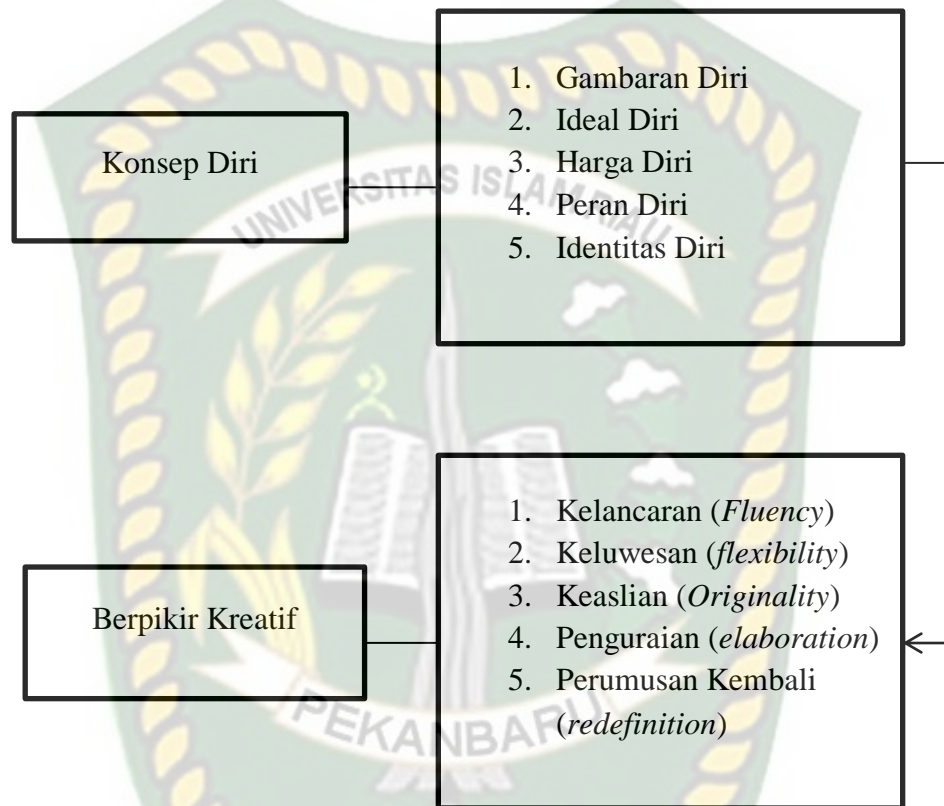 Konsep Diri
1. Gambaran Diri
2. Ideal Diri
3. Harga Diri
4. Peran Diri
5. Identitas Diri
UNIVERSITAS ISLAM RIAU
Berpikir Kreatif
1. Kelancaran (Fluency)
2. Keluwesan (flexibility)
3. Keaslian (Originality)
4. Penguraian (elaboration)
5. Perumusan Kembali
(redefinition)
PEKANBARU